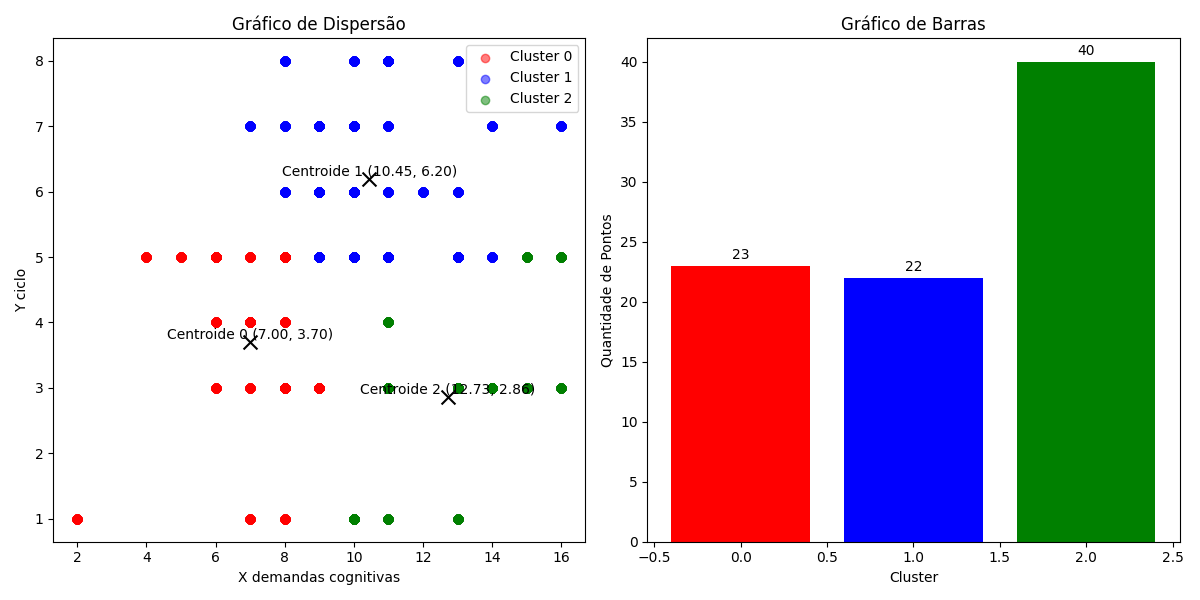 Gráfico de Dispersão
Cluster 0
Cluster 1
Cluster 2
8
7
6
5
4
3
2
1
Y ciclo
Centroide 1 (10.45, 6.20)
Centroide 0 (7.00, 3.70)
Centroide 2 (12.73, 2.86)
2 4 6 8 10 12 14 16
X demandas cognitivas
Gráfico de Barras
40
35
30
25
20
15
10
5
0
Quantidade de Pontos
23
22
40
−0.5 0.0 0.5 1.0 1.5 2.0 2.5
Cluster